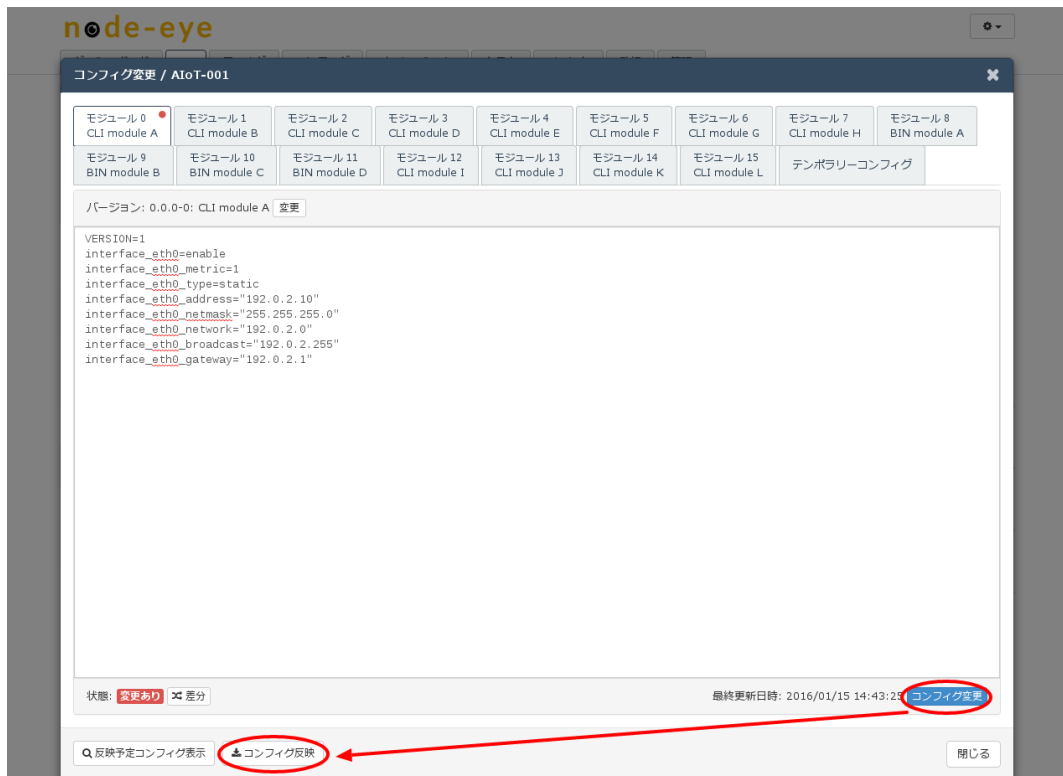 node-eye
コンフィグ変更 / AIoT-001
モジュール 0
CLI module A
モジュール 1
CLI module B
モジュール 2
CLI module C
モジュール 3
CLI module D
モジュール 4
CLI module E
モジュール 5
CLI module F
モジュール 6
CLI module G
モジュール 7
CLI module H
モジュール 8
BIN module A
モジュール 9
BIN module B
モジュール 10
BIN module C
モジュール 11
BIN module D
モジュール 12
CLI module I
モジュール 13
CLI module J
モジュール 14
CLI module K
モジュール 15
CLI module L
テンポラリーコンフィグ
バージョン: 0.0.0-0: CLI module A 変更
VERSION=1
interface_eth0=enable
interface_eth0_metric=1
interface_eth0_type=static
interface_eth0_address="192.0.2.10"
interface_eth0_netmask="255.255.255.0"
interface_eth0_network="192.0.2.0"
interface_eth0_broadcast="192.0.2.255"
interface_eth0_gateway="192.0.2.1"
状態: 変更あり 差分 最終更新日時: 2016/01/15 14:43:25 コンフィグ変更
反映予定コンフィグ表示 コンフィグ反映 閉じる